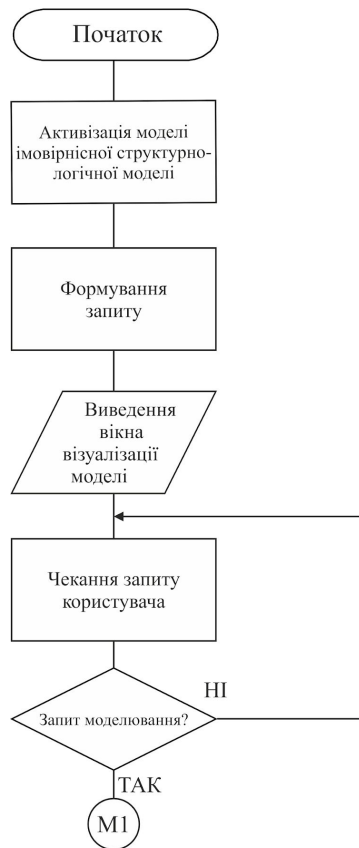 Початок
Активізація моделі
імовірнісної структурно-
логічної моделі
Формування
запиту
Виведення
вікна
візуалізації
моделі
Чекання запиту
користувача
Запит моделювання?
НІ
ТАК
М1